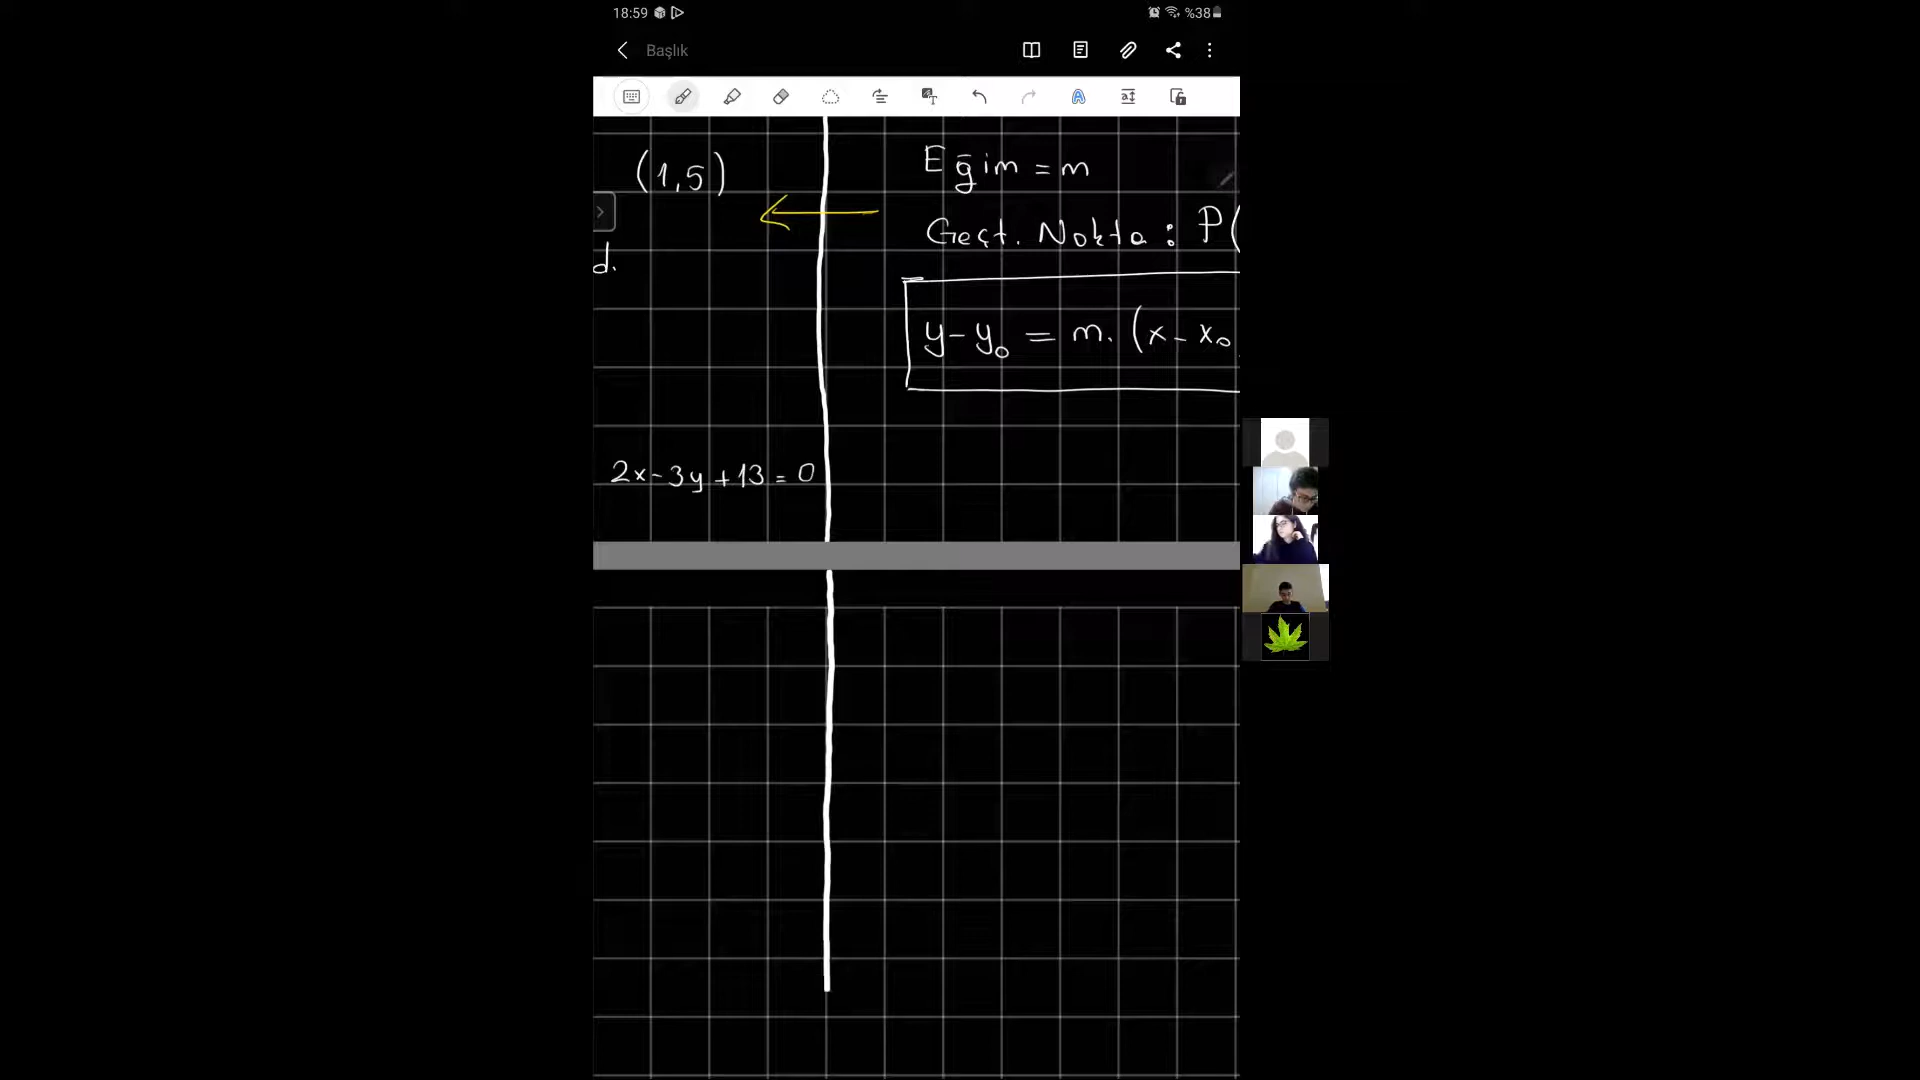 18:59 %38
Başlık
(1,5)
d.
2x-3y+13=0
Eğim = m
Geçt. Nokta: P(
y-y₀ = m. (x-x₀